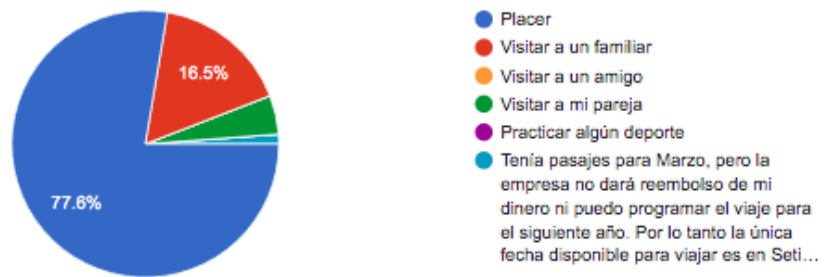 16.5%
77.6%
Placer
Visitar a un familiar
Visitar a un amigo
Visitar a mi pareja
Practicar algún deporte
Tenía pasajes para Marzo, pero la
empresa no dará reembolso de mi
dinero ni puedo programar el viaje para
el siguiente año. Por lo tanto la única
fecha disponible para viajar es en Seti...